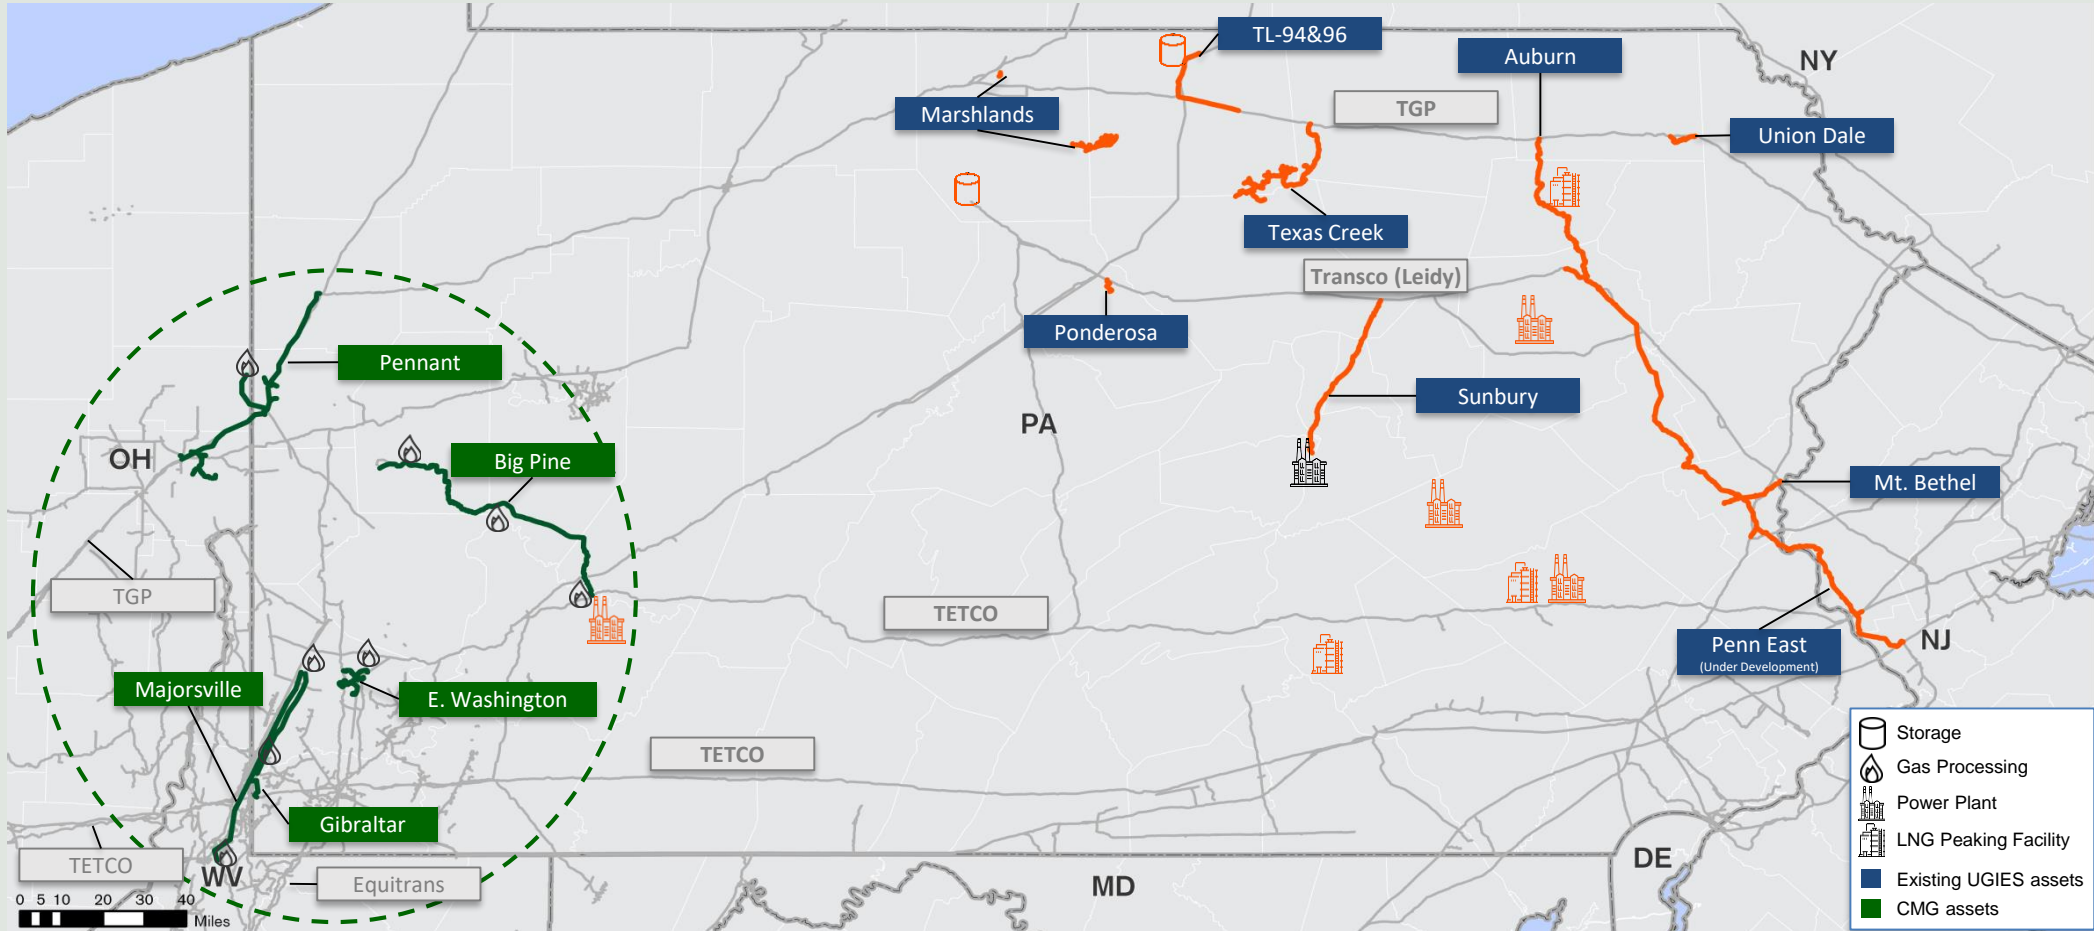 TL-94&96
Auburn
NY
Marshlands
TGP
Union Dale
Texas Creek
Transco (Leidy)
Ponderosa
Pennant
Sunbury
PA
OH
Big Pine
Mt. Bethel
TGP
TETCO
Penn East
(Under Development)
NJ
Majorsville
E. Washington
TETCO
Gibraltar
TETCO
WV
Equitrans
MD
DE
0 5 10 20 30 40
Miles
Storage
Gas Processing
Power Plant
LNG Peaking Facility
Existing UGIES assets
CMG assets